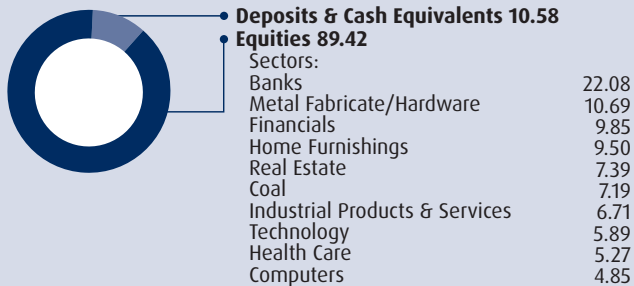 Deposits & Cash Equivalents 10.58
Equities 89.42
Sectors:
Banks 22.08
Metal Fabricate/Hardware 10.69
Financials 9.85
Home Furnishings 9.50
Real Estate 7.39
Coal 7.19
Industrial Products & Services 6.71
Technology 5.89
Health Care 5.27
Computers 4.85